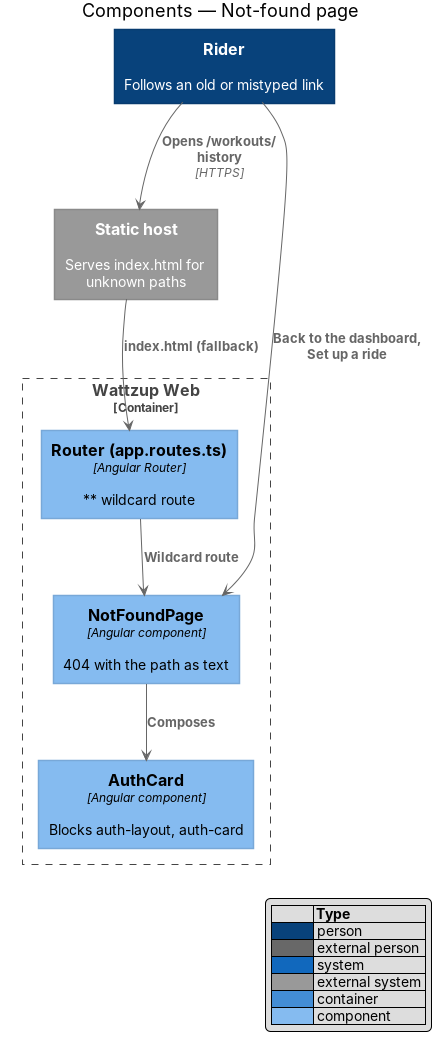 Components — Not-found page
Rider
Follows an old or mistyped link
Opens /workouts/
history
[HTTPS]
Static host
Serves index.html for
unknown paths
index.html (fallback)
Back to the dashboard,
Set up a ride
Wattzup Web
[Container]
Router (app.routes.ts)
[Angular Router]
** wildcard route
Wildcard route
NotFoundPage
[Angular component]
404 with the path as text
Composes
AuthCard
[Angular component]
Blocks auth-layout, auth-card
Type
person
external person
system
external system
container
component